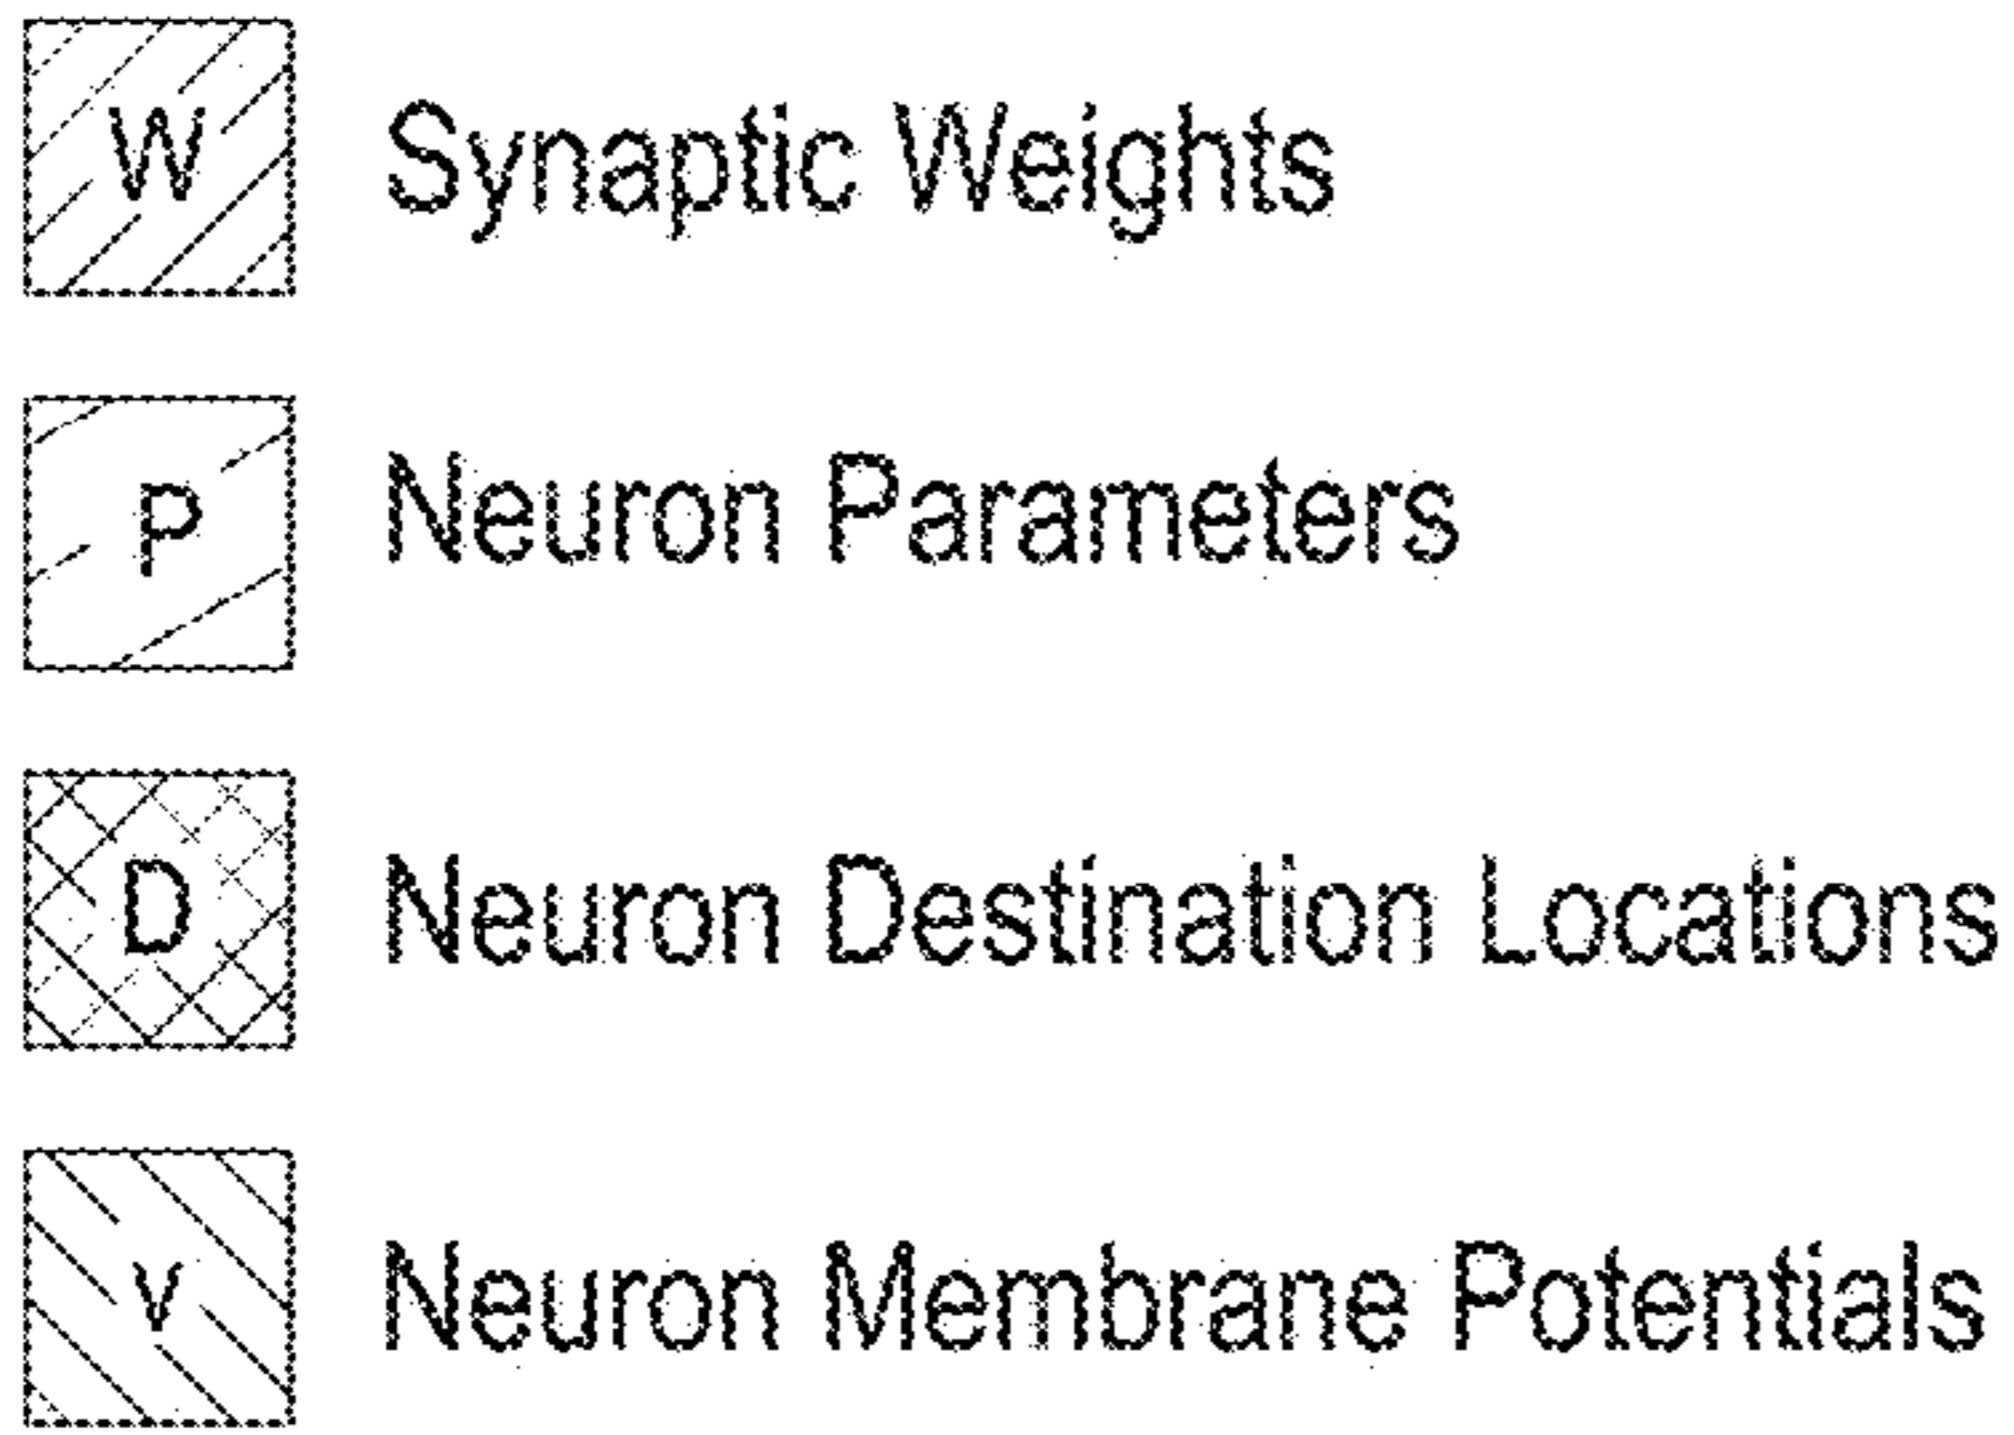 W Synaptic Weights
P Neuron Parameters
D Neuron Destination Locations
v Neuron Membrane Potentials